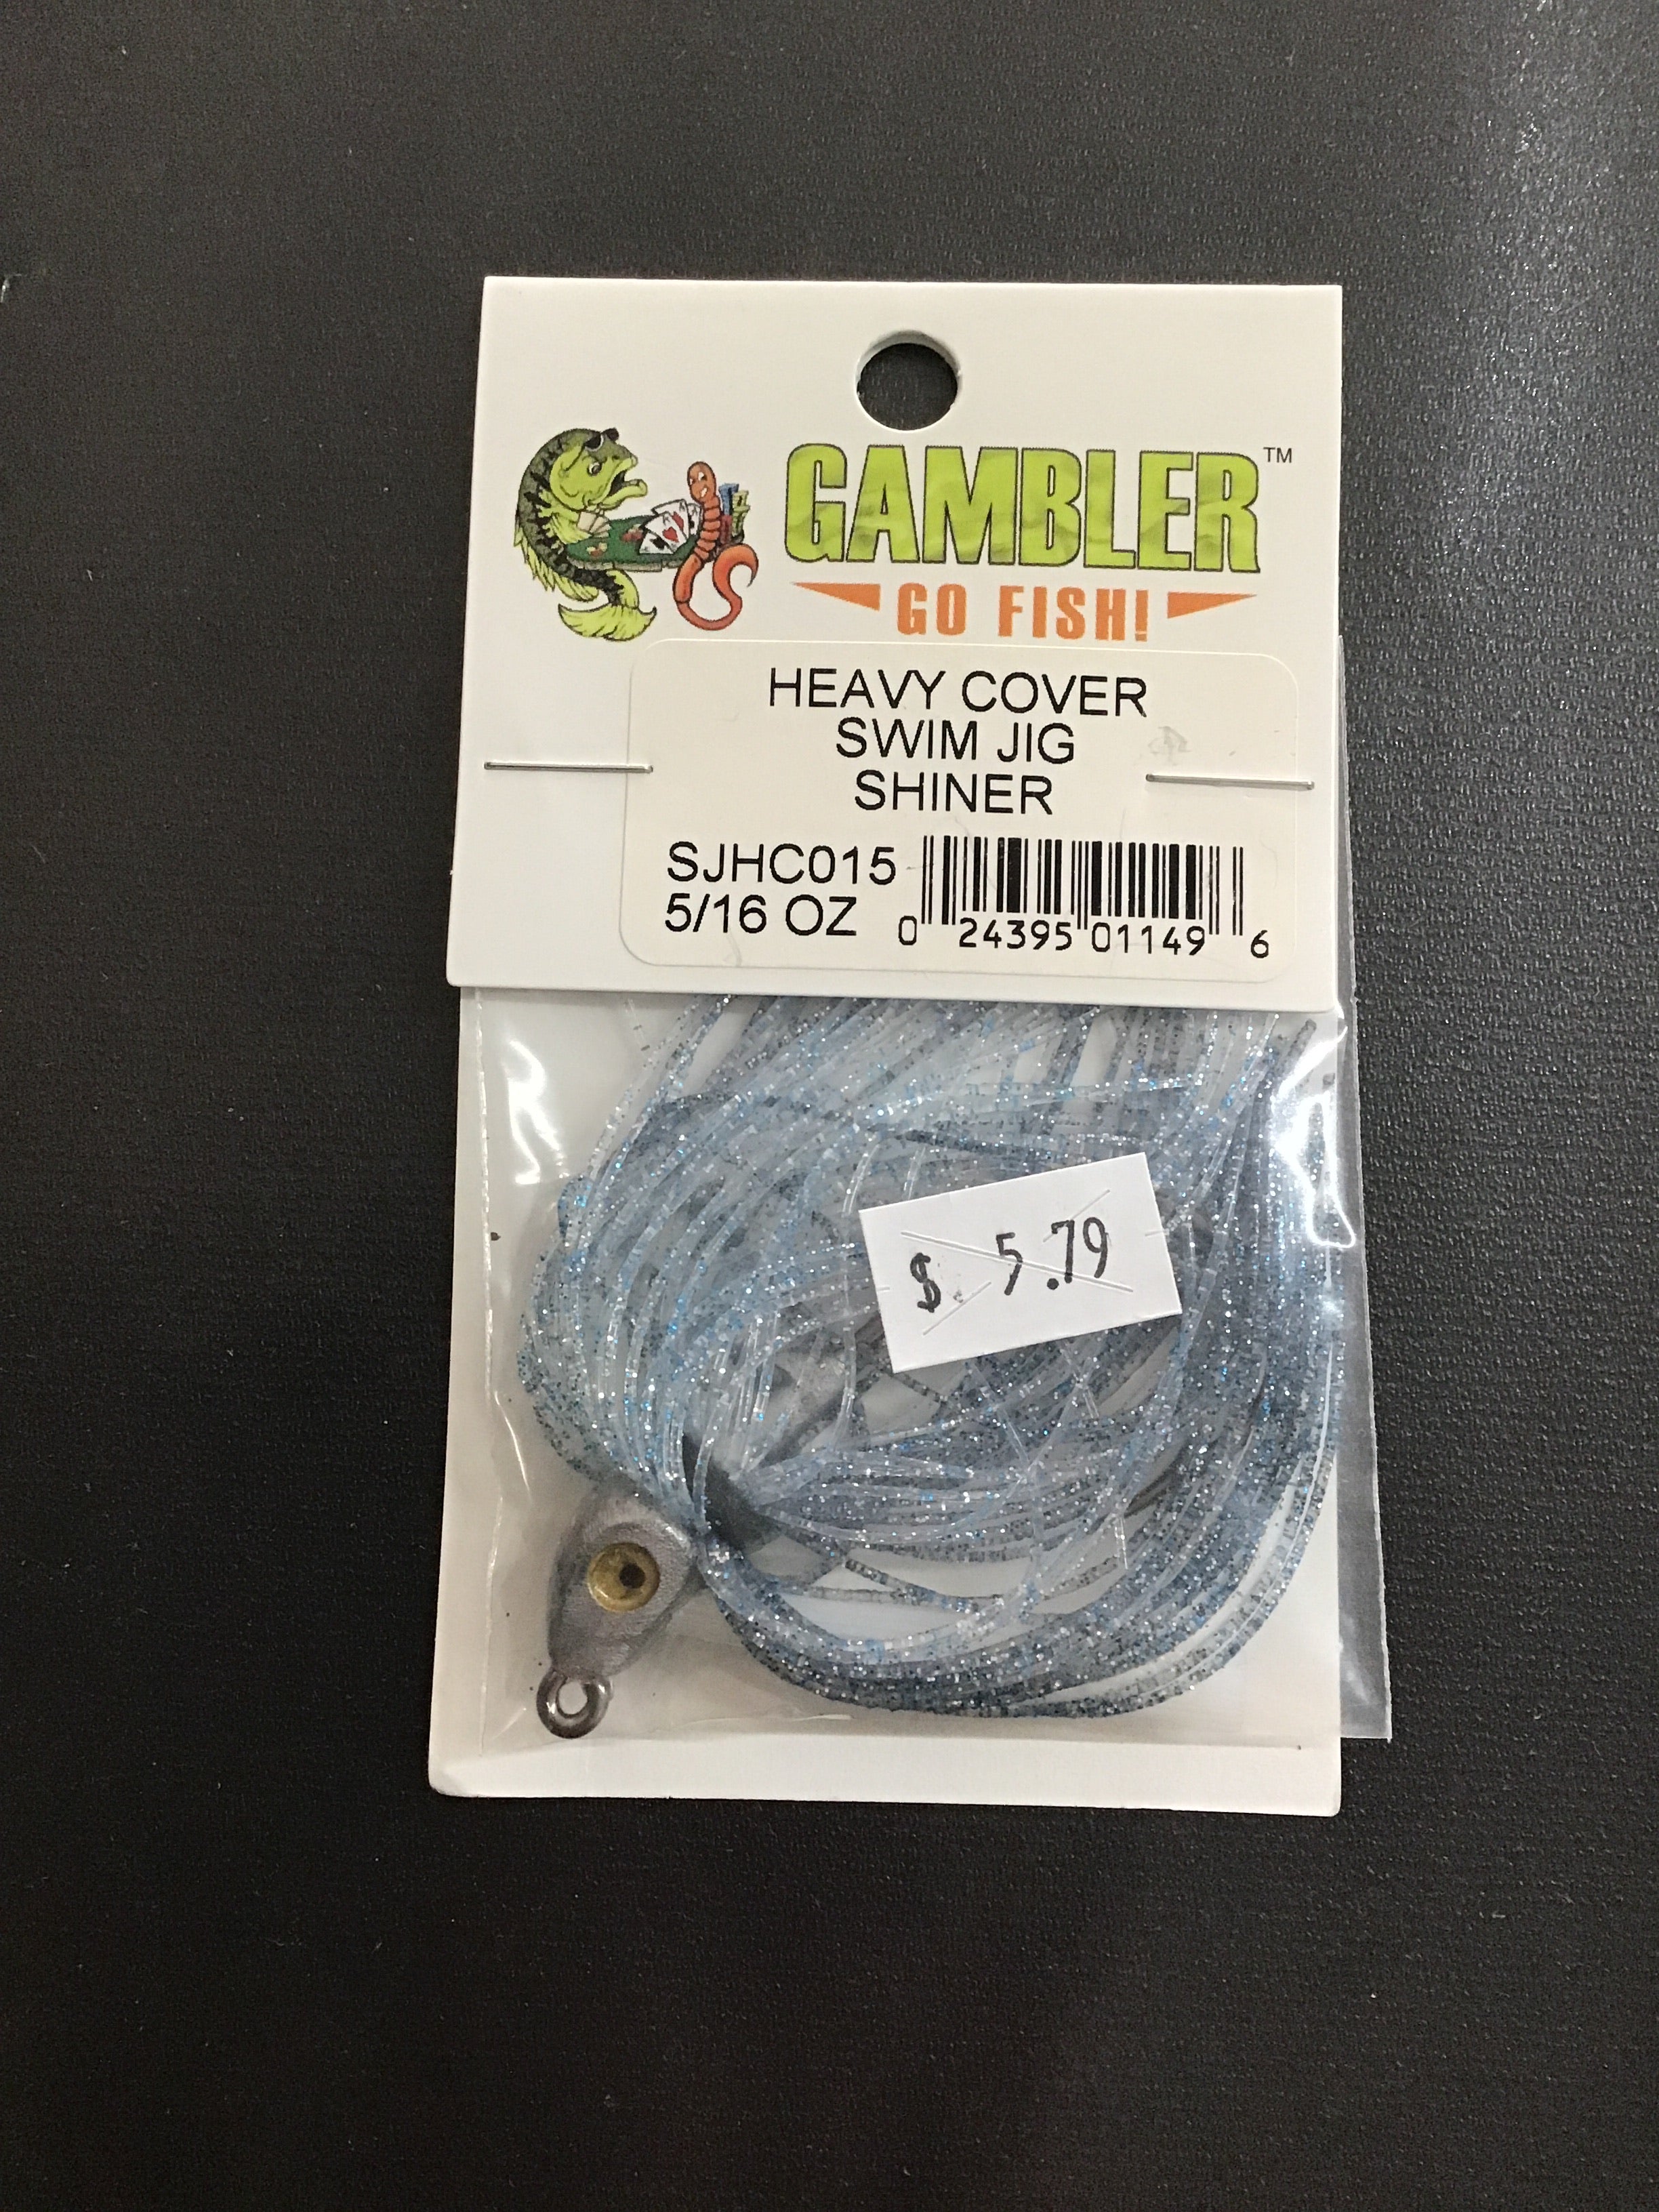 GAMBLER™
GO FISH!
HEAVY COVER
SWIM JIG
SHINER
SJHC015
5/16 OZ
0 24395 01149 6
$. 5.79